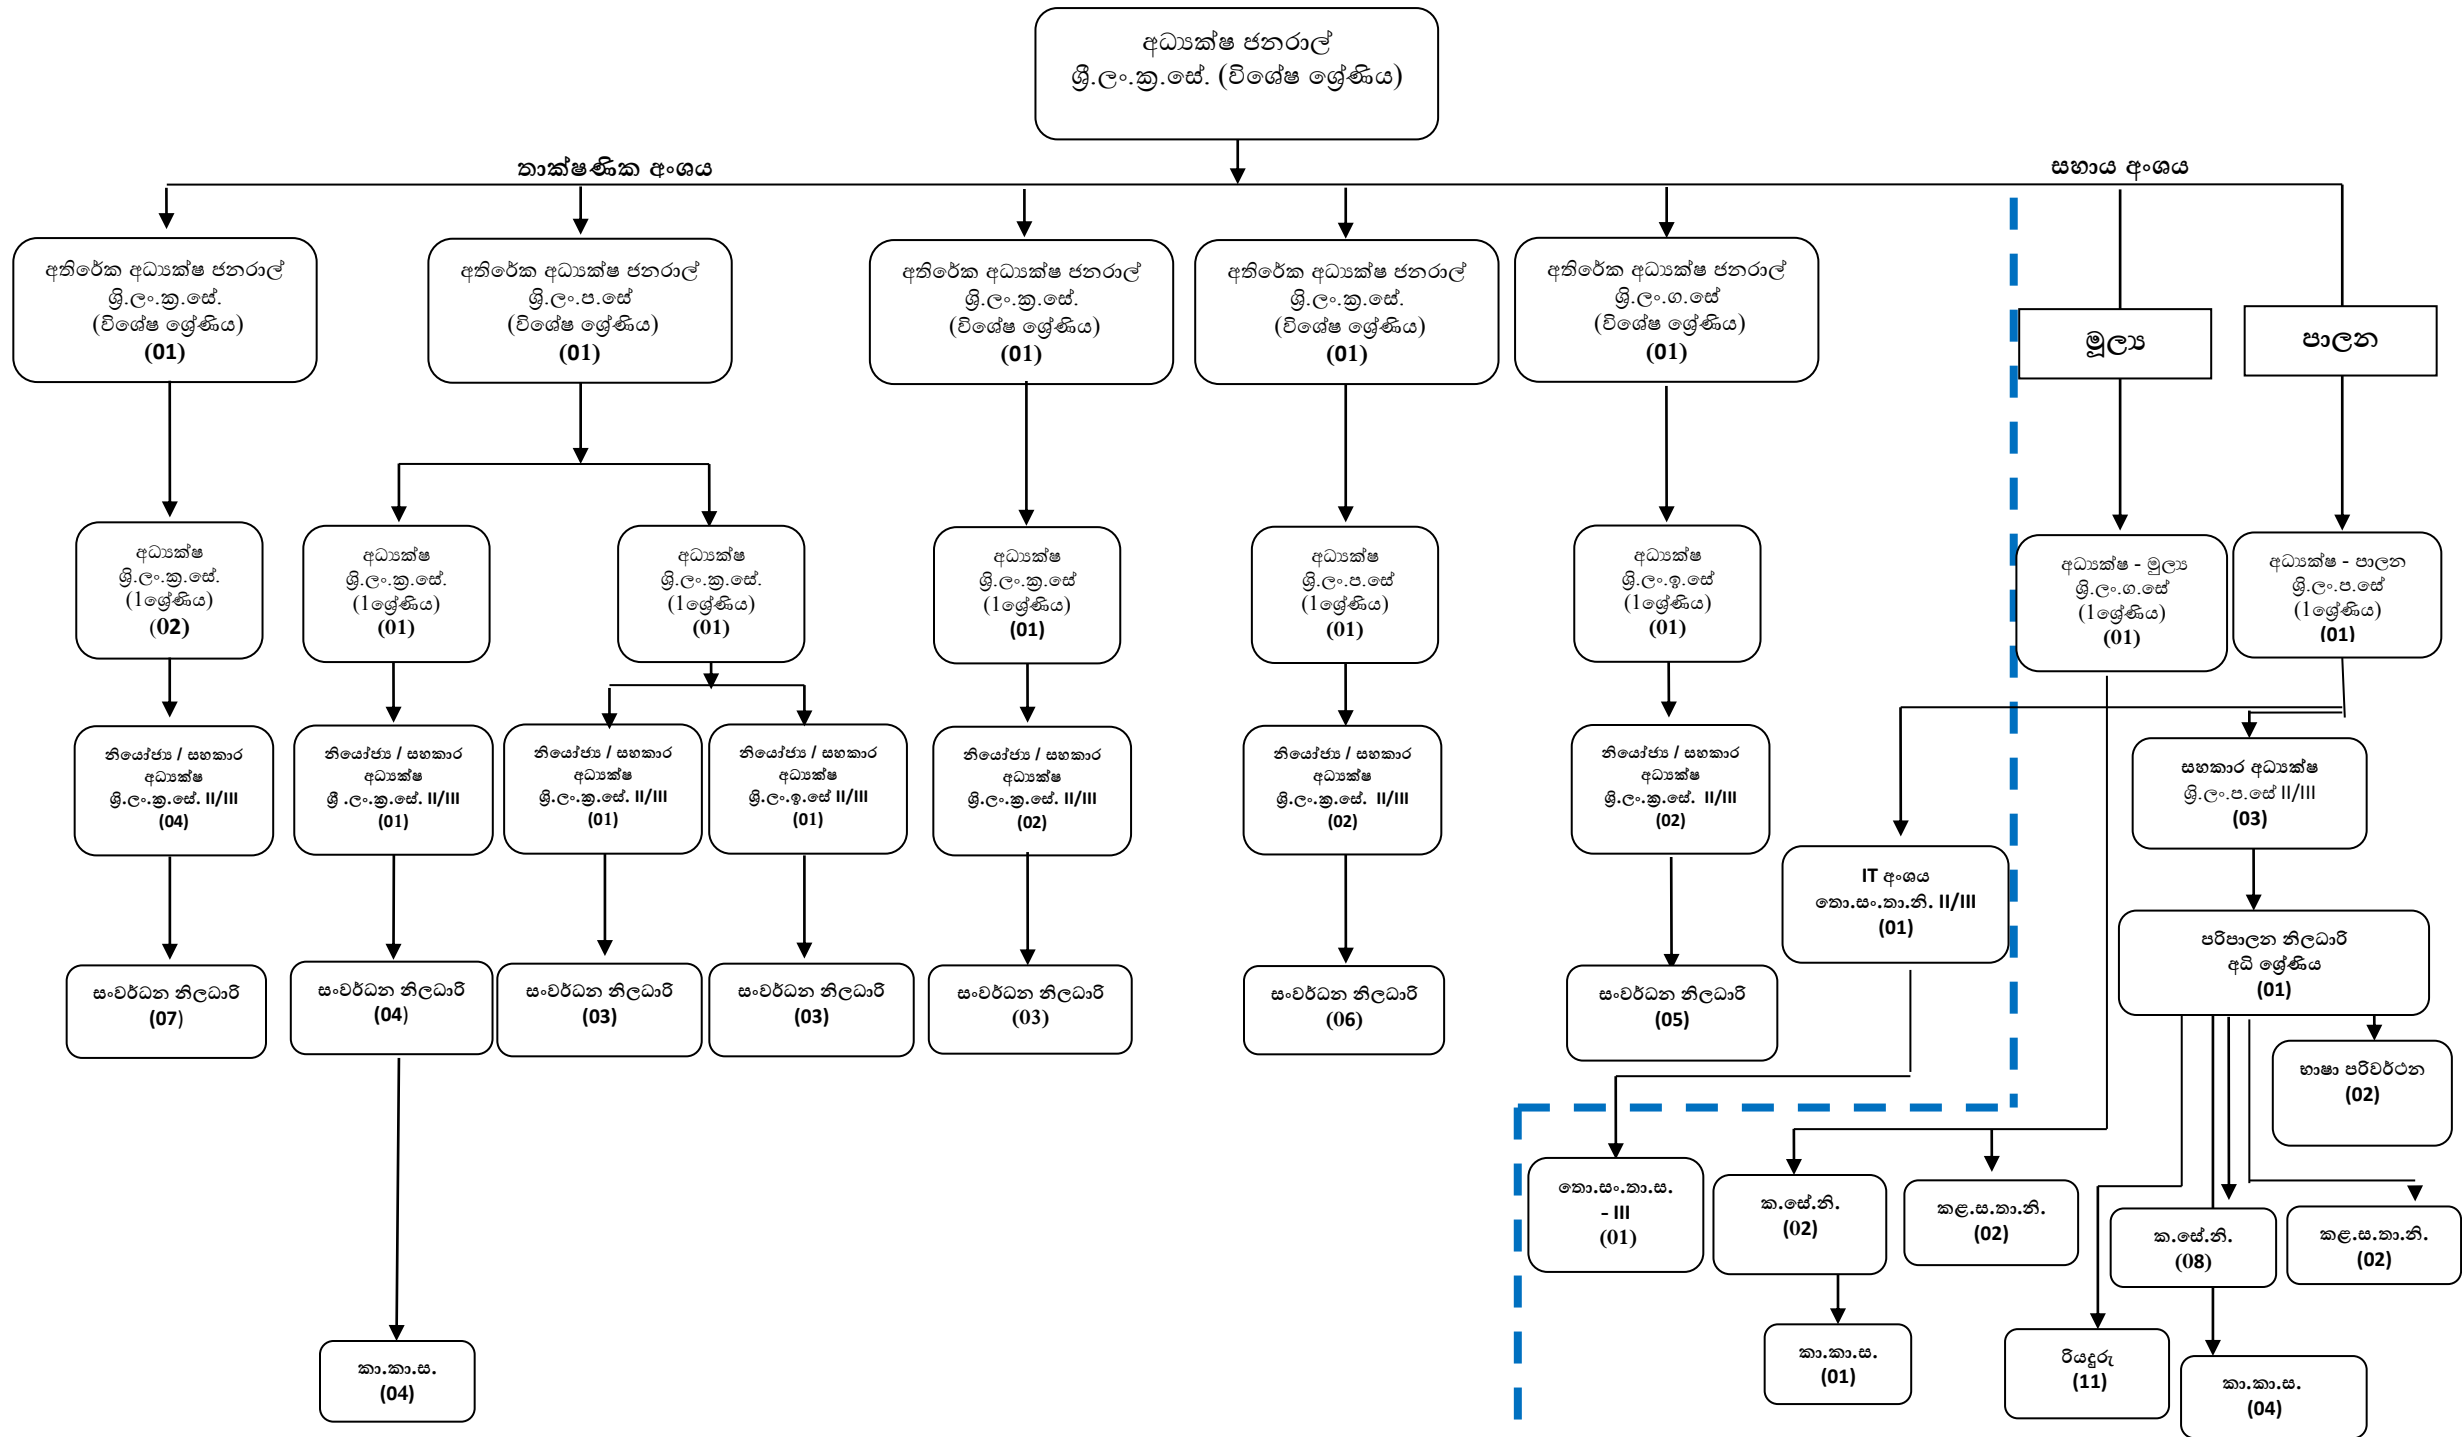 අධ්‍යක්ෂ ජනරාල්
ශ්‍රී.ලං.ක්‍ර.සේ. (විශේෂ ශ්‍රේණිය)
තාක්ෂණික අංශය
සහාය අංශය
අතිරේක අධ්‍යක්ෂ ජනරාල්
ශ්‍රි.ලං.ක්‍ර.සේ.
(විශේෂ ශ්‍රේණිය)
(01)
අතිරේක අධ්‍යක්ෂ ජනරාල්
ශ්‍රි.ලං.ප.සේ
(විශේෂ ශ්‍රේණිය)
(01)
අතිරේක අධ්‍යක්ෂ ජනරාල්
ශ්‍රි.ලං.ක්‍ර.සේ.
(විශේෂ ශ්‍රේණිය)
(01)
අතිරේක අධ්‍යක්ෂ ජනරාල්
ශ්‍රි.ලං.ක්‍ර.සේ.
(විශේෂ ශ්‍රේණිය)
(01)
අතිරේක අධ්‍යක්ෂ ජනරාල්
ශ්‍රි.ලං.ග.සේ
(විශේෂ ශ්‍රේණිය)
(01)
මූල්‍ය
පාලන
අධ්‍යක්ෂ
ශ්‍රි.ලං.ක්‍ර.සේ.
(1ශ්‍රේණිය)
(02)
අධ්‍යක්ෂ
ශ්‍රි.ලං.ක්‍ර.සේ.
(1ශ්‍රේණිය)
(01)
අධ්‍යක්ෂ
ශ්‍රි.ලං.ක්‍ර.සේ.
(1ශ්‍රේණිය)
(01)
අධ්‍යක්ෂ
ශ්‍රි.ලං.ක්‍ර.සේ
(1ශ්‍රේණිය)
(01)
අධ්‍යක්ෂ
ශ්‍රි.ලං.ප.සේ
(1ශ්‍රේණිය)
(01)
අධ්‍යක්ෂ
ශ්‍රි.ලං.ඉ.සේ
(1ශ්‍රේණිය)
(01)
අධ්‍යක්ෂ - මුල්‍ය
ශ්‍රි.ලං.ග.සේ
(1ශ්‍රේණිය)
(01)
අධ්‍යක්ෂ - පාලන
ශ්‍රි.ලං.ප.සේ
(1ශ්‍රේණිය)
(01)
නියෝජ්‍ය / සහකාර
අධ්‍යක්ෂ
ශ්‍රි.ලං.ක්‍ර.සේ. II/III
(04)
නියෝජ්‍ය / සහකාර
අධ්‍යක්ෂ
ශ්‍රී .ලං.ක්‍ර.සේ. II/III
(01)
නියෝජ්‍ය / සහකාර
අධ්‍යක්ෂ
ශ්‍රි.ලං.ක්‍ර.සේ. II/III
(01)
නියෝජ්‍ය / සහකාර
අධ්‍යක්ෂ
ශ්‍රි.ලං.ඉ.සේ II/III
(01)
නියෝජ්‍ය / සහකාර
අධ්‍යක්ෂ
ශ්‍රි.ලං.ක්‍ර.සේ. II/III
(02)
නියෝජ්‍ය / සහකාර
අධ්‍යක්ෂ
ශ්‍රි.ලං.ක්‍ර.සේ. II/III
(02)
නියෝජ්‍ය / සහකාර
අධ්‍යක්ෂ
ශ්‍රි.ලං.ක්‍ර.සේ. II/III
(02)
සහකාර අධ්‍යක්ෂ
ශ්‍රි.ලං.ප.සේ II/III
(03)
IT අංශය
තො.සං.තා.නි. II/III
(01)
පරිපාලන නිලධාරි
අධි ශ්‍රේණිය
(01)
සංවර්ධන නිලධාරි
(07)
සංවර්ධන නිලධාරි
(04)
සංවර්ධන නිලධාරි
(03)
සංවර්ධන නිලධාරි
(03)
සංවර්ධන නිලධාරි
(03)
සංවර්ධන නිලධාරි
(06)
සංවර්ධන නිලධාරි
(05)
භාෂා පරිවර්ථන
(02)
තො.සං.තා.ස.
- III
(01)
ක.සේ.නි.
(02)
කළ.ස.තා.නි.
(02)
ක.සේ.නි.
(08)
කළ.ස.තා.නි.
(02)
කා.කා.ස.
(04)
කා.කා.ස.
(01)
රියදුරු
(11)
කා.කා.ස.
(04)